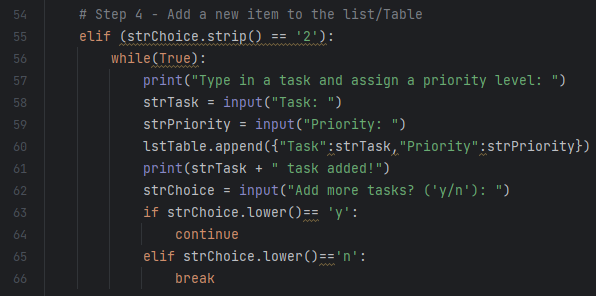 54 # Step 4 - Add a new item to the list/Table
55 elif (strChoice.strip() == '2'):
56 while(True):
57 print("Type in a task and assign a priority level: ")
58 strTask = input("Task: ")
59 strPriority = input("Priority: ")
60 lstTable.append({"Task":strTask,"Priority":strPriority})
61 print(strTask + " task added!")
62 strChoice = input("Add more tasks? ('y/n'): ")
63 if strChoice.lower()== 'y':
64 continue
65 elif strChoice.lower()=='n':
66 break